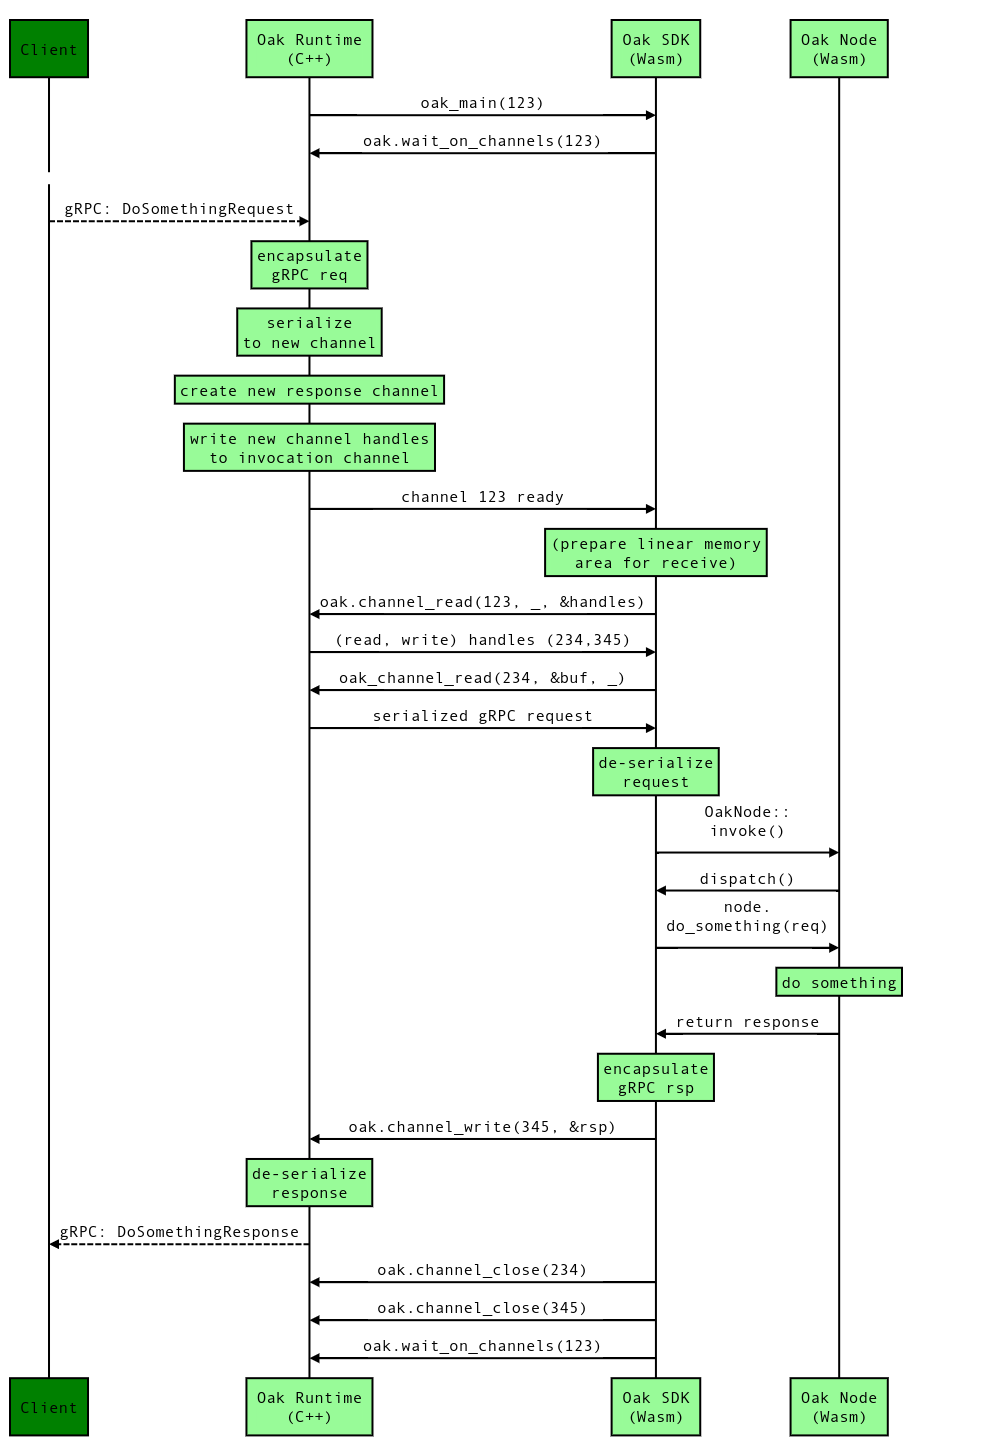 Client
Oak Runtime
(C++)
Oak SDK
(Wasm)
Oak Node
(Wasm)
oak_main(123)
oak.wait_on_channels(123)
gRPC: DoSomethingRequest
encapsulate
gRPC req
serialize
to new channel
create new response channel
write new channel handles
to invocation channel
channel 123 ready
(prepare linear memory
area for receive)
oak.channel_read(123, _, &handles)
(read, write) handles (234,345)
oak_channel_read(234, &buf, _)
serialized gRPC request
de-serialize
request
OakNode::
invoke()
dispatch()
node.
do_something(req)
do something
return response
encapsulate
gRPC rsp
oak.channel_write(345, &rsp)
de-serialize
response
gRPC: DoSomethingResponse
oak.channel_close(234)
oak.channel_close(345)
oak.wait_on_channels(123)
Client
Oak Runtime
(C++)
Oak SDK
(Wasm)
Oak Node
(Wasm)